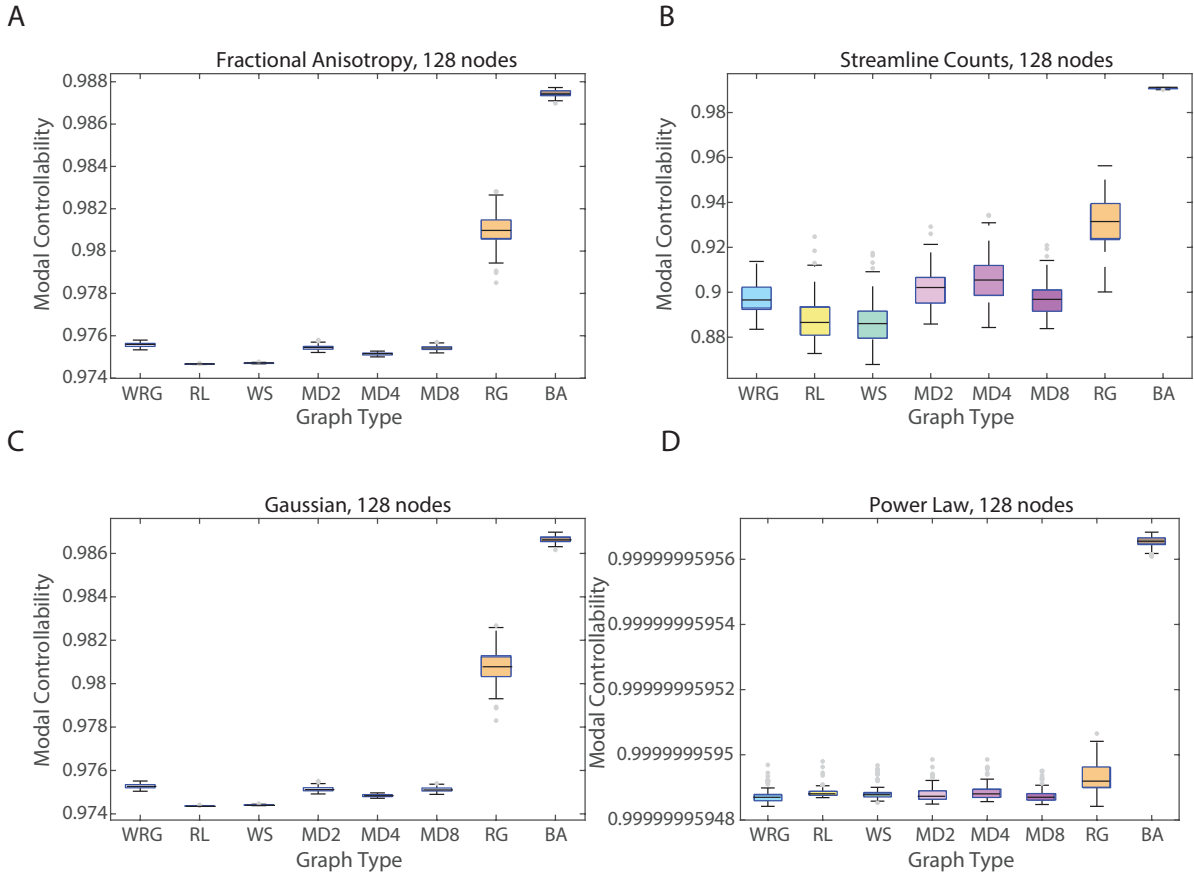 A
Fractional Anisotropy, 128 nodes
Modal Controllability
0.988
0.986
0.984
0.982
0.98
0.978
0.976
0.974
WRG RL WS MD2 MD4 MD8 RG BA
Graph Type
B
Streamline Counts, 128 nodes
Modal Controllability
0.98
0.96
0.94
0.92
0.9
0.88
WRG RL WS MD2 MD4 MD8 RG BA
Graph Type
C
Gaussian, 128 nodes
Modal Controllability
0.986
0.984
0.982
0.98
0.978
0.976
0.974
WRG RL WS MD2 MD4 MD8 RG BA
Graph Type
D
Power Law, 128 nodes
Modal Controllability
0.99999995956
0.99999995954
0.99999995952
0.9999999595
0.99999995948
WRG RL WS MD2 MD4 MD8 RG BA
Graph Type